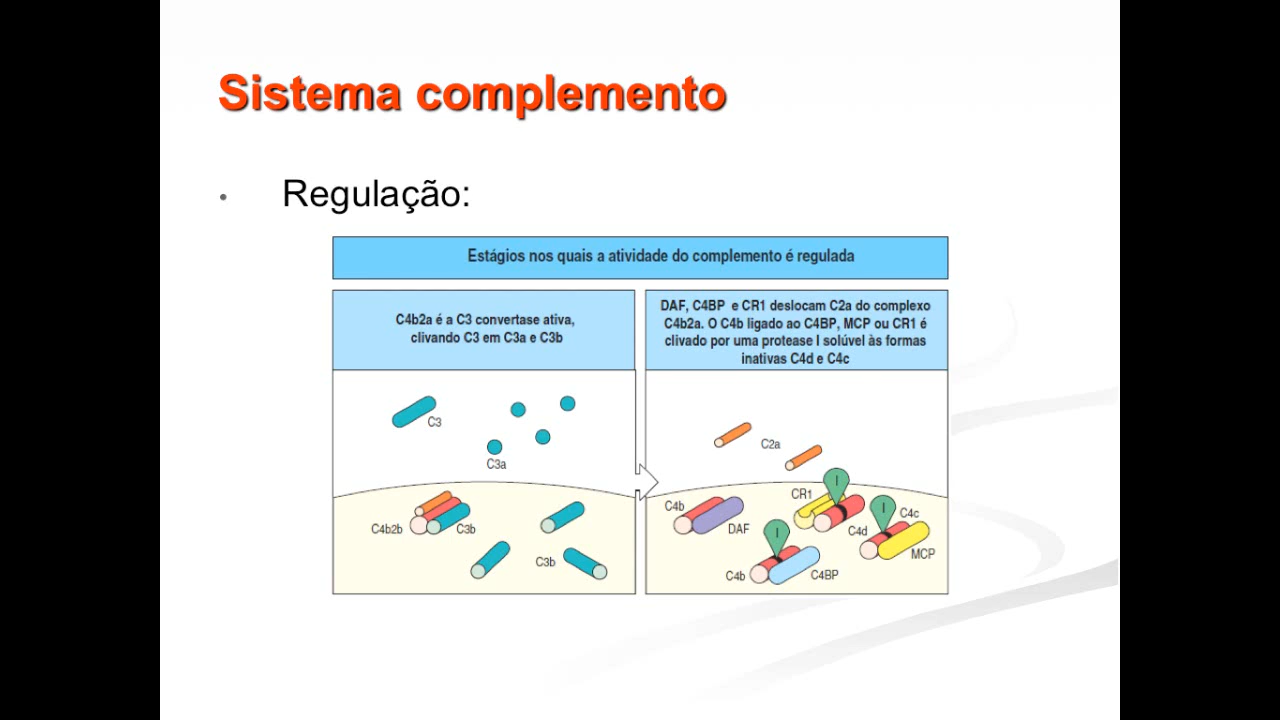 Sistema complemento
• Regulação:
Estágios nos quais a atividade do complemento é regulada
C4b2a é a C3 convertase ativa,
clivando C3 em C3a e C3b
DAF, C4BP e CR1 deslocam C2a do complexo
C4b2a. O C4b ligado ao C4BP, MCP ou CR1 é
clivado por uma protease I solúvel às formas
inativas C4d e C4c
C3
C3a
C4b2b
C3b
C3b
C2a
CR1
I
C4b
DAF
C4d
I
C4c
MCP
I
C4b
C4BP